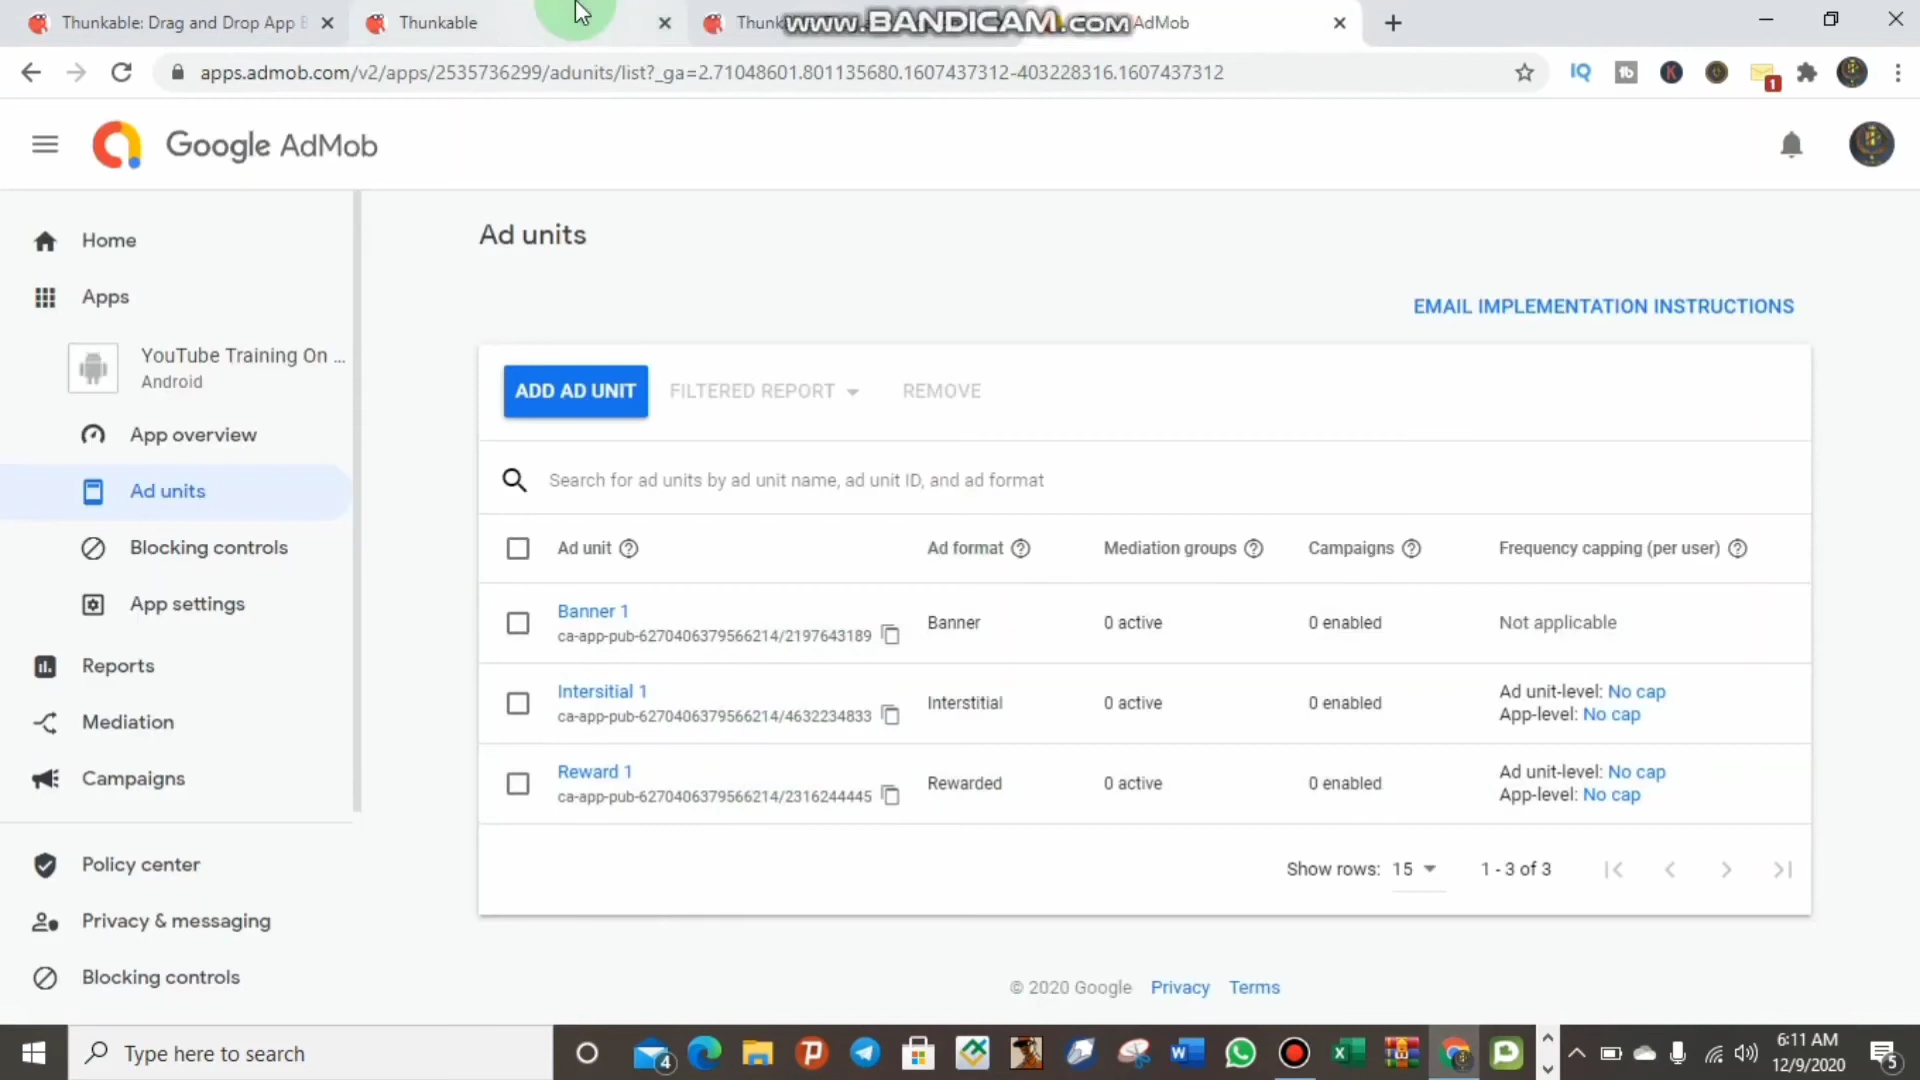 Thunkable: Drag and Drop App B
Thunkable
Thunk
www.BANDICAM.com
AdMob
apps.admob.com/v2/apps/2535736299/adunits/list?_ga=2.71048601.801135680.1607437312-403228316.1607437312
IQ
tb
K
1
Google AdMob
Home
Apps
YouTube Training On ...
Android
App overview
Ad units
Blocking controls
App settings
Reports
Mediation
Campaigns
Policy center
Privacy & messaging
Blocking controls
Ad units
EMAIL IMPLEMENTATION INSTRUCTIONS
ADD AD UNIT FILTERED REPORT REMOVE
Search for ad units by ad unit name, ad unit ID, and ad format
Ad unit Ad format Mediation groups Campaigns Frequency capping (per user)
Banner 1
ca-app-pub-6270406379566214/2197643189
Banner 0 active 0 enabled Not applicable
Intersitial 1
ca-app-pub-6270406379566214/4632234833
Interstitial 0 active 0 enabled
Ad unit-level: No cap
App-level: No cap
Reward 1
ca-app-pub-6270406379566214/2316244445
Rewarded 0 active 0 enabled
Ad unit-level: No cap
App-level: No cap
Show rows: 15 1 - 3 of 3
© 2020 Google Privacy Terms
Type here to search
4
6:11 AM
12/9/2020
5